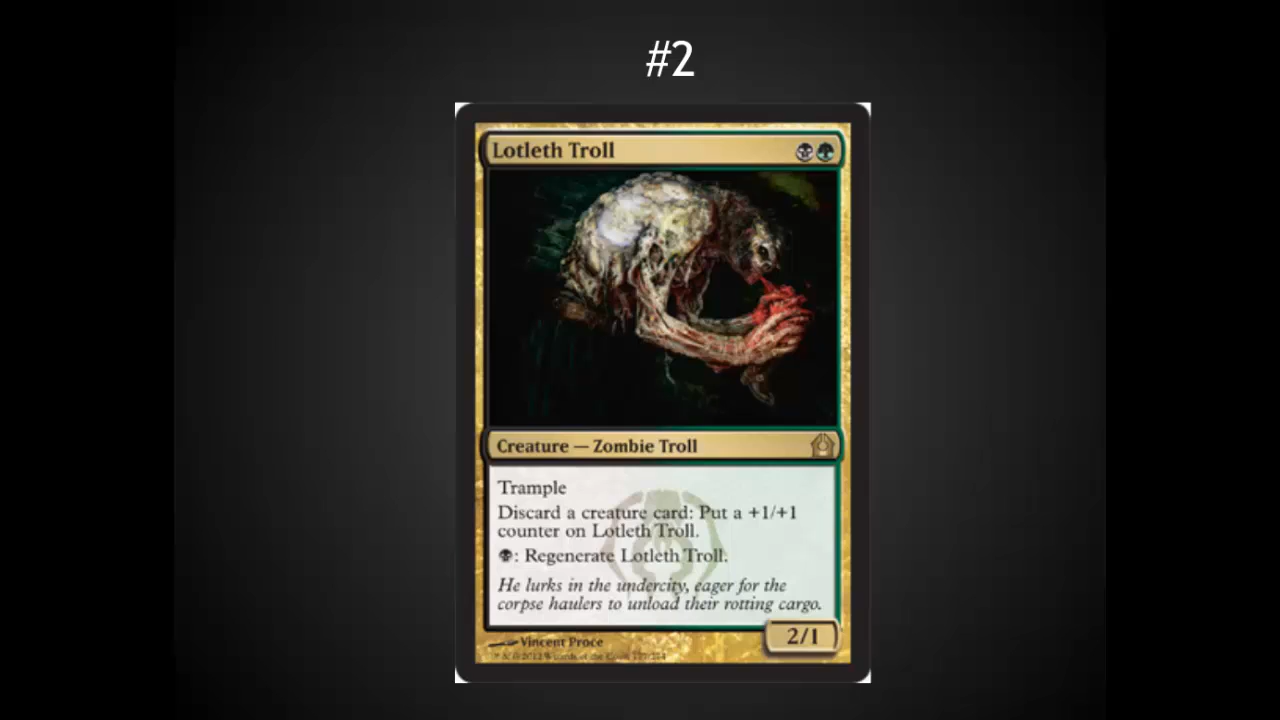 #2
Lotleth Troll
Creature — Zombie Troll
Trample
Discard a creature card: Put a +1/+1
counter on Lotleth Troll.
: Regenerate Lotleth Troll.
He lurks in the undercity, eager for the
corpse haulers to unload their rotting cargo.
2/1
Vincent Proce